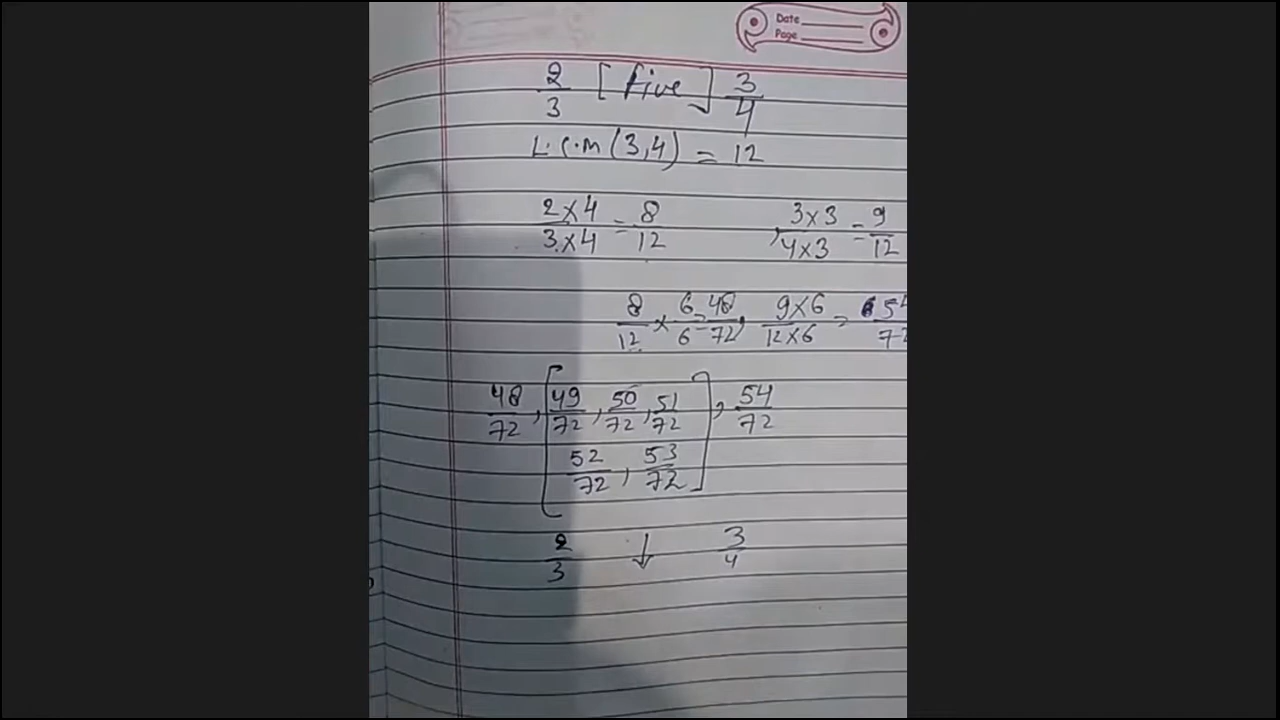 Date
Page
2/3 [five] 3/4
L.C.M (3,4) = 12
2×4/3×4 = 8/12 , 3×3/4×3 = 9/12
8/12 × 6/6 = 48/72, 9×6/12×6 = 54/72
48/72, [49/72, 50/72, 51/72], 54/72
52/72, 53/72
2/3 ↓ 3/4